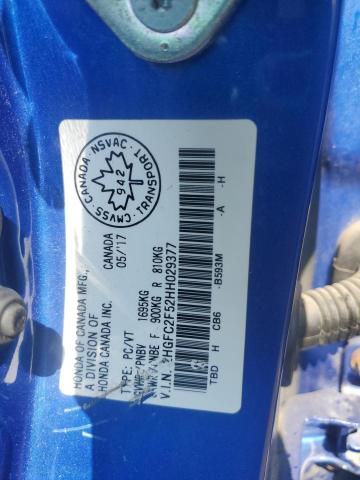 HONDA OF CANADA MFG., CANADA
A DIVISION OF 05/17
HONDA CANADA INC.
TYPE: PC/VT
1695KG
F 900KG R 810KG
V.I.N. 2HGFC2F52HH029377
TBD H CB6 -B593M -A -H
CMVSS·CANADA·NSVAC·TRANSPORT
942